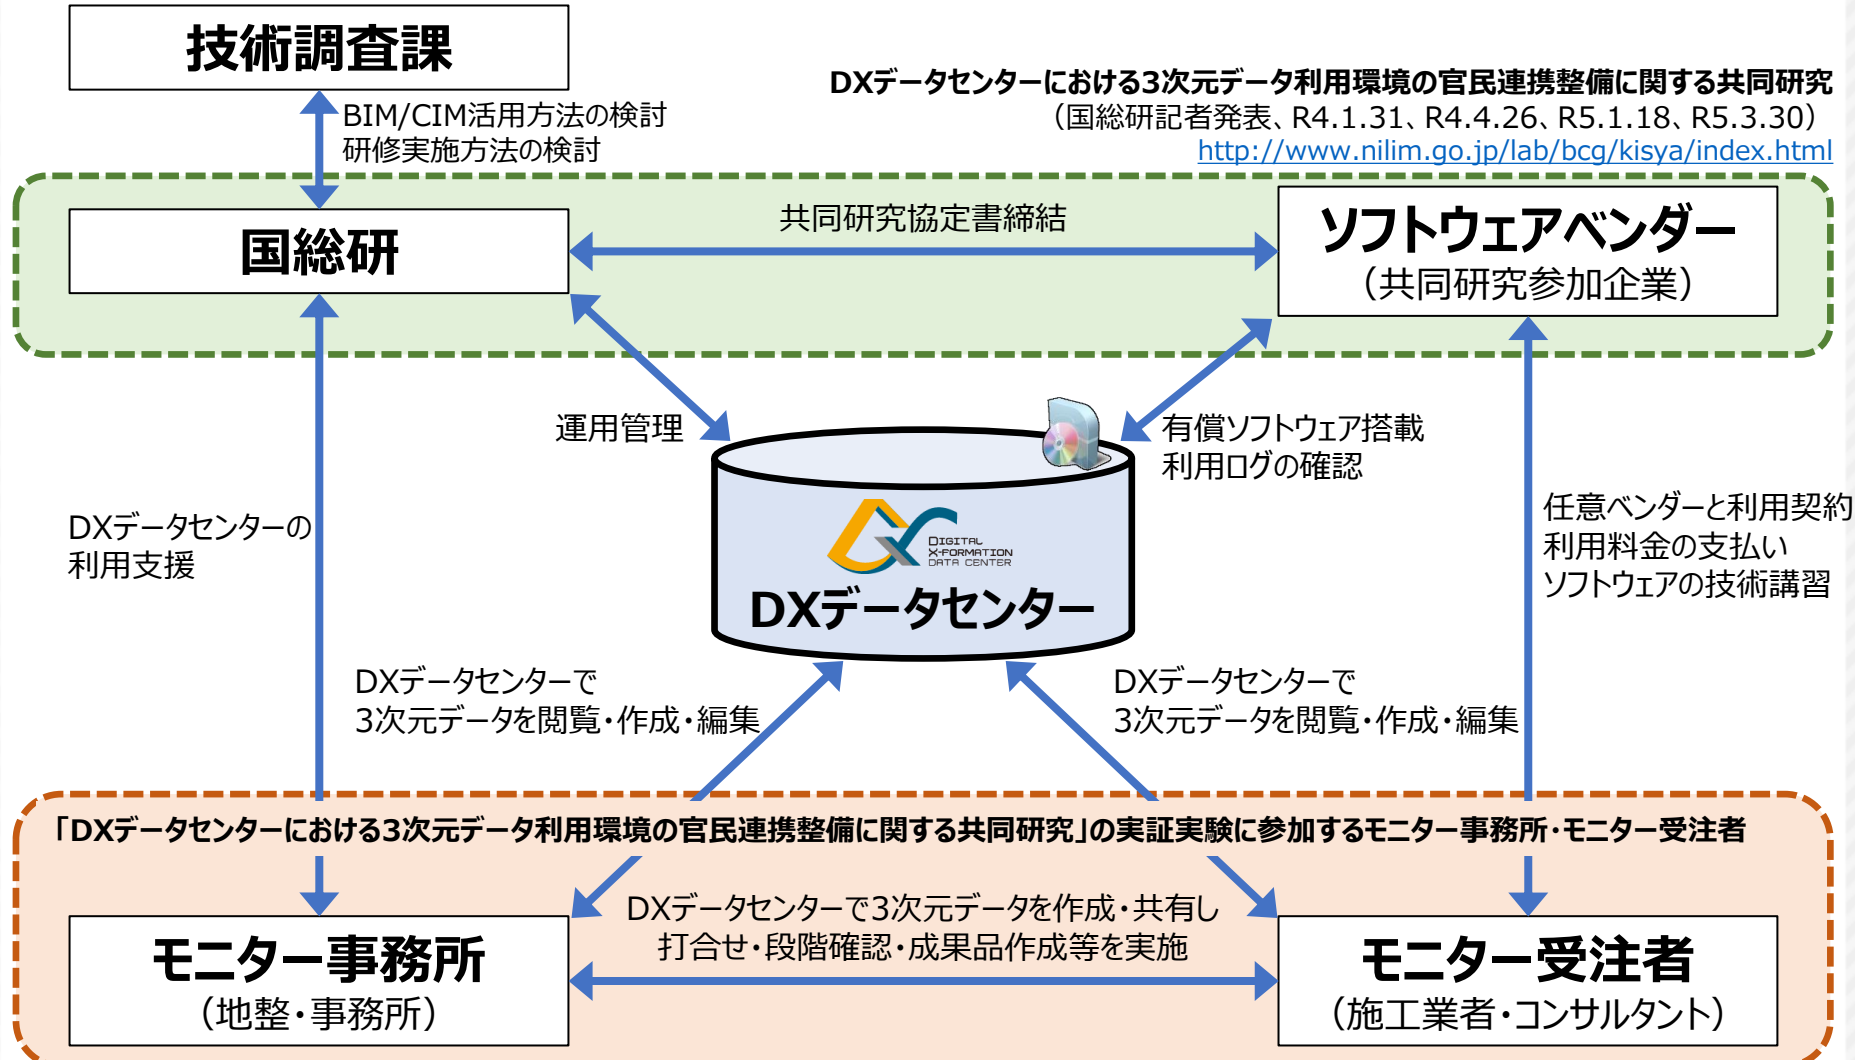 技術調査課
DXデータセンターにおける3次元データ利用環境の官民連携整備に関する共同研究
（国総研記者発表、R4.1.31、R4.4.26、R5.1.18、R5.3.30）
http://www.nilim.go.jp/lab/bcg/kisya/index.html
BIM/CIM活用方法の検討
研修実施方法の検討
国総研
共同研究協定書締結
ソフトウェアベンダー
（共同研究参加企業）
運用管理
有償ソフトウェア搭載
利用ログの確認
DXデータセンターの
利用支援
任意ベンダーと利用契約
利用料金の支払い
ソフトウェアの技術講習
DIGITAL
X-FORMATION
DATA CENTER
DXデータセンター
DXデータセンターで
3次元データを閲覧・作成・編集
DXデータセンターで
3次元データを閲覧・作成・編集
「DXデータセンターにおける3次元データ利用環境の官民連携整備に関する共同研究」の実証実験に参加するモニター事務所・モニター受注者
DXデータセンターで3次元データを作成・共有し
打合せ・段階確認・成果品作成等を実施
モニター事務所
（地整・事務所）
モニター受注者
（施工業者・コンサルタント）